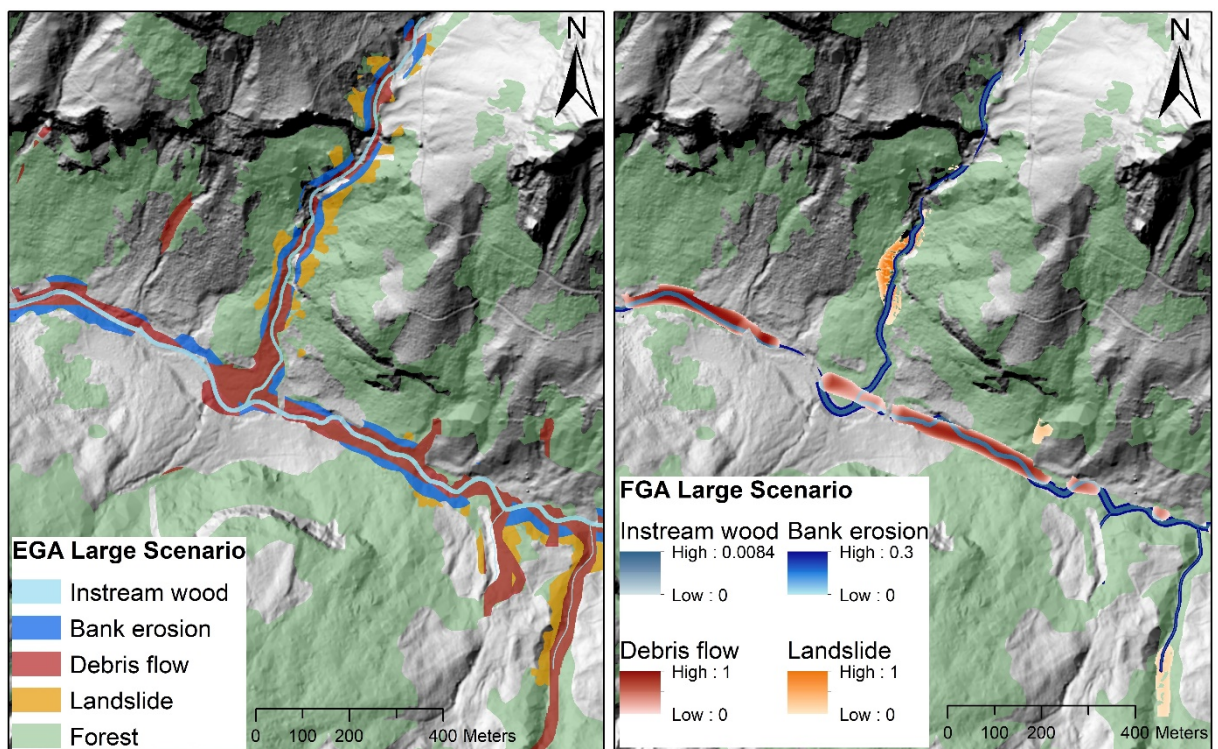 N
EGA Large Scenario
Instream wood
Bank erosion
Debris flow
Landslide
Forest
0 100 200 400 Meters
N
FGA Large Scenario
Instream wood Bank erosion
High : 0.0084 High : 0.3
Low : 0 Low : 0
Debris flow Landslide
High : 1 High : 1
Low : 0 Low : 0
0 100 200 400 Meters